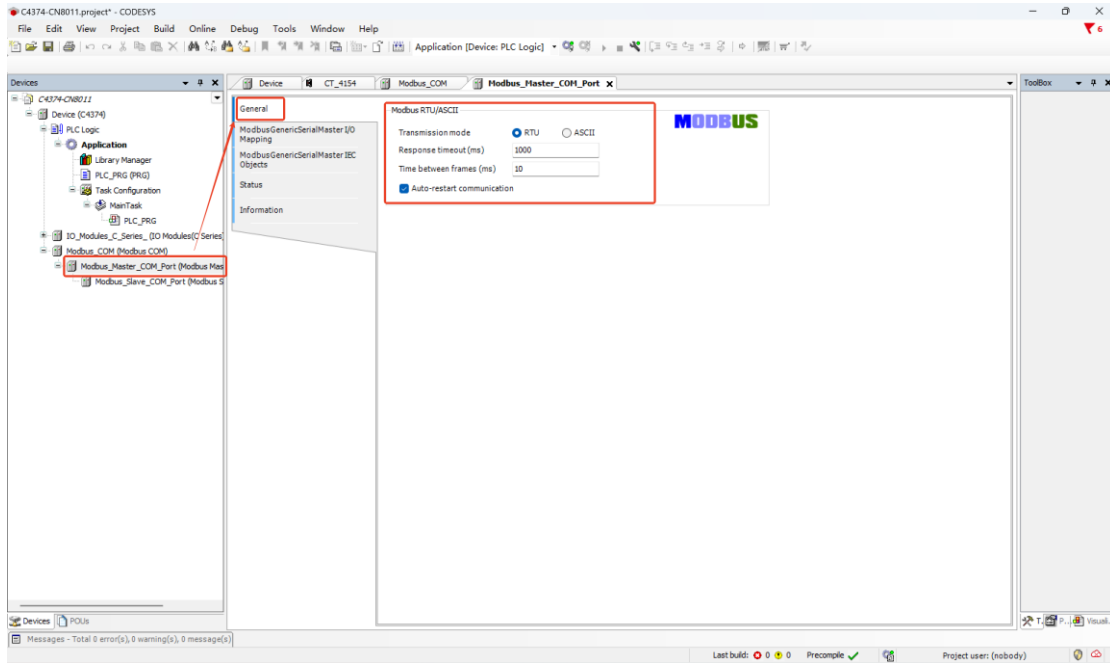 C4374-CN8011.project* - CODESYS
File Edit View Project Build Online Debug Tools Window Help
6
Application [Device: PLC Logic]
Devices
Device
CT_4154
Modbus_COM
Modbus_Master_COM_Port
ToolBox
C4374-CN8011
Device (C4374)
PLC Logic
Application
Library Manager
PLC_PRG (PRG)
Task Configuration
MainTask
PLC_PRG
IO_Modules_C_Series_ (IO Modules(C Series
Modbus_COM (Modbus COM)
Modbus_Master_COM_Port (Modbus Mas
Modbus_Slave_COM_Port (Modbus S
General
ModbusGenericSerialMaster I/O
Mapping
ModbusGenericSerialMaster IEC
Objects
Status
Information
Modbus RTU/ASCII
MODBUS
Transmission mode RTU ASCII
Response timeout (ms) 1000
Time between frames (ms) 10
Auto-restart communication
Devices POUs
T. P... Visuali.
Messages - Total 0 error(s), 0 warning(s), 0 message(s)
Last build: 0 0 Precompile Project user: (nobody)